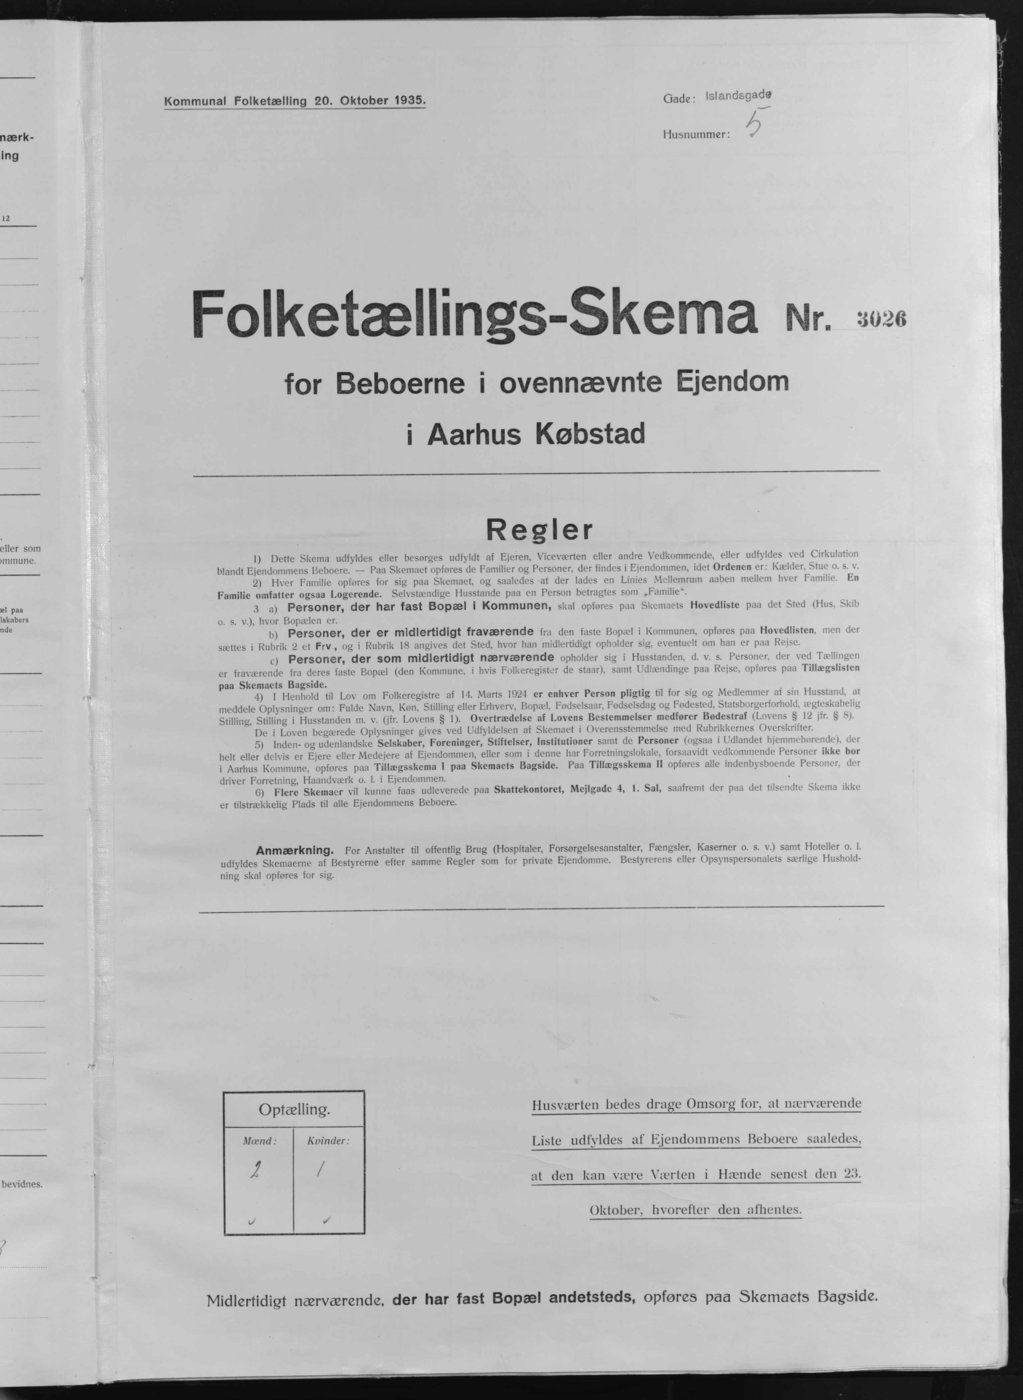 Kommunal Folketælling 20. Oktober 1935.
Gade: Islandsgade
Husnummer: 5
Folketællings-Skema Nr. 3026
for Beboerne i ovennævnte Ejendom
i Aarhus Købstad
Regler
1) Dette Skema udfyldes eller besørges udfyldt af Ejeren, Viceværten eller andre Vedkommende, eller udfyldes ved Cirkulation
blandt Ejendommens Beboere. — Paa Skemaet opføres de Familier og Personer, der findes i Ejendommen, idet Ordenen er: Kælder, Stue o. s. v.
2) Hver Familie opføres for sig paa Skemaet, og saaledes at der lades en Linies Mellemrum aaben mellem hver Familie. En
Familie omfatter ogsaa Logerende. Selvstændige Husstande paa en Person betragtes som „Familie".
3 a) Personer, der har fast Bopæl i Kommunen, skal opføres paa Skemaets Hovedliste paa det Sted (Hus, Skib
o. s. v.), hvor Bopælen er.
b) Personer, der er midlertidigt fraværende fra den faste Bopæl i Kommunen, opføres paa Hovedlisten, men der
sættes i Rubrik 2 et Frv., og i Rubrik 18 angives det Sted, hvor han midlertidigt opholder sig, eventuelt om han er paa Rejse.
c) Personer, der som midlertidigt nærværende opholder sig i Husstanden, d. v. s. Personer, der ved Tællingen
er fraværende fra deres faste Bopæl (den Kommune, i hvis Folkeregister de staar), samt Udlændinge paa Rejse, opføres paa Tillægslisten
paa Skemaets Bagside.
4) I Henhold til Lov om Folkeregistre af 14. Marts 1924 er enhver Person pligtig til for sig og Medlemmer af sin Husstand, at
meddele Oplysninger om: Fulde Navn, Køn, Stilling eller Erhverv, Bopæl, Fødselsaar, Fødselsdag og Fødested, Statsborgerforhold, ægteskabelig
Stilling, Stilling i Husstanden m. v. (jfr. Lovens § 1). Overtrædelse af Lovens Bestemmelser medfører Bødestraf (Lovens § 12 jfr. § 8).
De i Loven begærede Oplysninger gives ved Udfyldelsen af Skemaet i Overensstemmelse med Rubrikkernes Overskrifter.
5) Inden- og udenlandske Selskaber, Foreninger, Stiftelser, Institutioner samt de Personer (ogsaa i Udlandet hjemmehørende), der
helt eller delvis er Ejere eller Medejere af Ejendommen, eller som i denne har Forretningslokale, forsaavidt vedkommende Personer ikke bor
i Aarhus Kommune, opføres paa Tillægsskema I paa Skemaets Bagside. Paa Tillægsskema II opføres alle indenbysboende Personer, der
driver Forretning, Haandværk o. l. i Ejendommen.
6) Flere Skemaer vil kunne faas udleverede paa Skattekontoret, Mejlgade 4, 1. Sal, saafremt der paa det tilsendte Skema ikke
er tilstrækkelig Plads til alle Ejendommens Beboere.
Anmærkning. For Anstalter til offentlig Brug (Hospitaler, Forsørgelsesanstalter, Fængsler, Kaserner o. s. v.) samt Hoteller o. l.
udfyldes Skemaerne af Bestyrerne efter samme Regler som for private Ejendomme. Bestyrerens eller Opsynspersonalets særlige Hushold-
ning skal opføres for sig.
Optælling.
Mænd: Kvinder:
2 1
Husværten bedes drage Omsorg for, at nærværende
Liste udfyldes af Ejendommens Beboere saaledes,
at den kan være Værten i Hænde senest den 23.
Oktober, hvorefter den afhentes.
Midlertidigt nærværende, der har fast Bopæl andetsteds, opføres paa Skemaets Bagside.
mærk-
ing
12
eller som
ommune.
el paa
lskabers
nde
bevidnes.